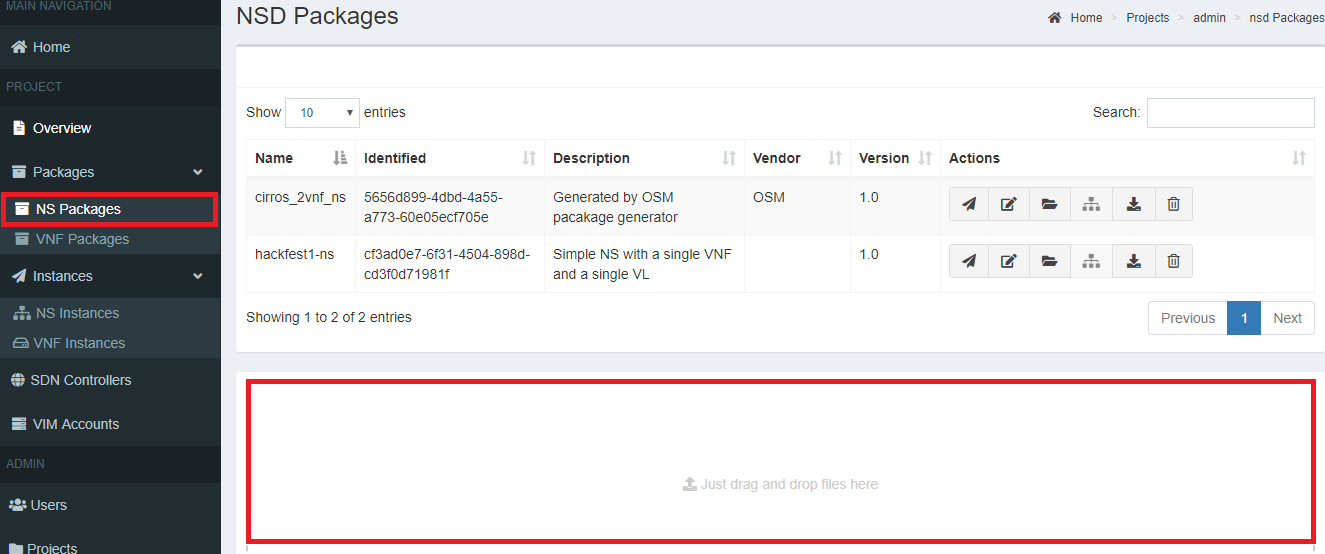 MAIN NAVIGATION
Home
PROJECT
Overview
Packages
NS Packages
VNF Packages
Instances
NS Instances
VNF Instances
SDN Controllers
VIM Accounts
ADMIN
Users
Projects
NSD Packages
Home > Projects > admin > nsd Packages
Show 10 entries
Search:
Name Identified Description Vendor Version Actions
cirros_2vnf_ns 5656d899-4dbd-4a55- Generated by OSM OSM 1.0
a773-60e05ecf705e pacakage generator
hackfest1-ns cf3ad0e7-6f31-4504-898d- Simple NS with a single VNF 1.0
cd3f0d71981f and a single VL
Showing 1 to 2 of 2 entries
Previous 1 Next
Just drag and drop files here